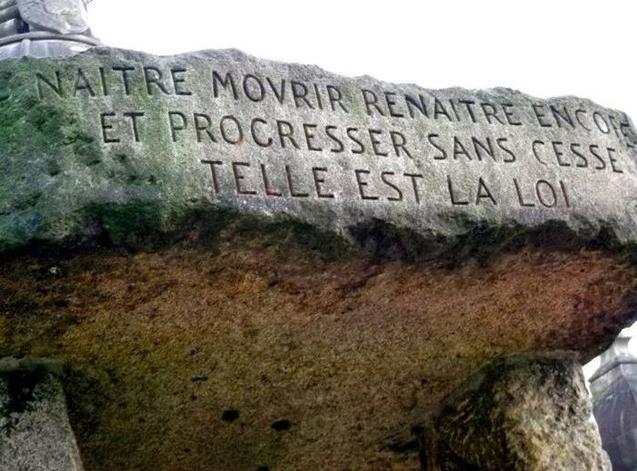 NAITRE MOVRIR RENAITRE ENCORE
ET PROGRESSER SANS CESSE
TELLE EST LA LOI